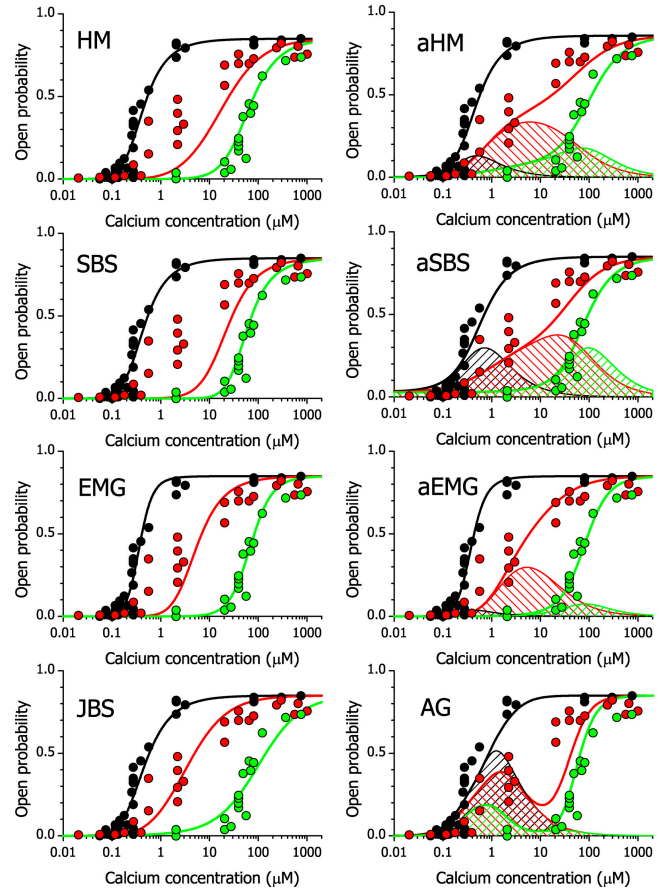 HM
Open probability
1.0
0.5
0.0
0.01 0.1 1 10 100 1000
Calcium concentration (μM)
aHM
Open probability
1.0
0.5
0.0
0.01 0.1 1 10 100 1000
Calcium concentration (μM)
SBS
Open probability
1.0
0.5
0.0
0.01 0.1 1 10 100 1000
Calcium concentration (μM)
aSBS
Open probability
1.0
0.5
0.0
0.01 0.1 1 10 100 1000
Calcium concentration (μM)
EMG
Open probability
1.0
0.5
0.0
0.01 0.1 1 10 100 1000
Calcium concentration (μM)
aEMG
Open probability
1.0
0.5
0.0
0.01 0.1 1 10 100 1000
Calcium concentration (μM)
JBS
Open probability
1.0
0.5
0.0
0.01 0.1 1 10 100 1000
Calcium concentration (μM)
AG
Open probability
1.0
0.5
0.0
0.01 0.1 1 10 100 1000
Calcium concentration (μM)